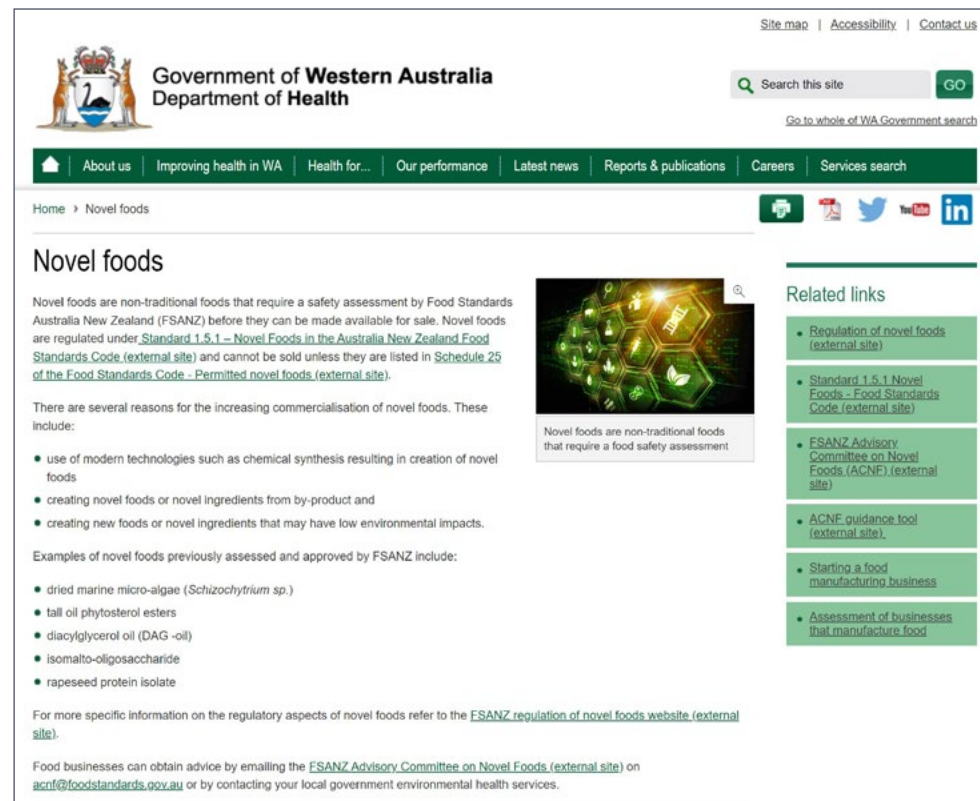 Site map | Accessibility | Contact us
Government of Western Australia
Department of Health
Search this site
GO
Go to whole of WA Government search
About us | Improving health in WA | Health for... | Our performance | Latest news | Reports & publications | Careers | Services search
Home › Novel foods
You Tube
in
Novel foods
Novel foods are non-traditional foods that require a safety assessment by Food Standards
Australia New Zealand (FSANZ) before they can be made available for sale. Novel foods
are regulated under Standard 1.5.1 – Novel Foods in the Australia New Zealand Food
Standards Code (external site) and cannot be sold unless they are listed in Schedule 25
of the Food Standards Code - Permitted novel foods (external site).
There are several reasons for the increasing commercialisation of novel foods. These
include:
• use of modern technologies such as chemical synthesis resulting in creation of novel
foods
• creating novel foods or novel ingredients from by-product and
• creating new foods or novel ingredients that may have low environmental impacts.
Novel foods are non-traditional foods
that require a food safety assessment
Examples of novel foods previously assessed and approved by FSANZ include:
• dried marine micro-algae (Schizochytrium sp.)
• tall oil phytosterol esters
• diacylglycerol oil (DAG -oil)
• isomalto-oligosaccharide
• rapeseed protein isolate
For more specific information on the regulatory aspects of novel foods refer to the FSANZ regulation of novel foods website (external
site).
Food businesses can obtain advice by emailing the FSANZ Advisory Committee on Novel Foods (external site) on
acnf@foodstandards.gov.au or by contacting your local government environmental health services.
Related links
• Regulation of novel foods
(external site)
• Standard 1.5.1 Novel
Foods - Food Standards
Code (external site)
• FSANZ Advisory
Committee on Novel
Foods (ACNF) (external
site)
• ACNF guidance tool
(external site)
• Starting a food
manufacturing business
• Assessment of businesses
that manufacture food